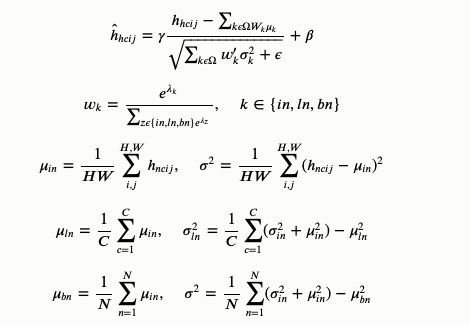 $\hat{h}_{hcij} = \gamma \frac{h_{hcij} - \sum_{k \epsilon \Omega W_k \mu_k}}{\sqrt{\sum_{k \epsilon \Omega} w'_k \sigma_k^2 + \epsilon}} + \beta$
$w_k = \frac{e^{\lambda_k}}{\sum_{z \epsilon \{in, ln, bn\} e^{\lambda_z}}}, \quad k \in \{in, ln, bn\}$
$\mu_{in} = \frac{1}{HW} \sum_{i,j}^{H,W} h_{ncij}, \quad \sigma^2 = \frac{1}{HW} \sum_{i,j}^{H,W} (h_{ncij} - \mu_{in})^2$
$\mu_{ln} = \frac{1}{C} \sum_{c=1}^{C} \mu_{in}, \quad \sigma_{ln}^2 = \frac{1}{C} \sum_{c=1}^{C} (\sigma_{in}^2 + \mu_{in}^2) - \mu_{ln}^2$
$\mu_{bn} = \frac{1}{N} \sum_{n=1}^{N} \mu_{in}, \quad \sigma^2 = \frac{1}{N} \sum_{n=1}^{N} (\sigma_{in}^2 + \mu_{in}^2) - \mu_{bn}^2$